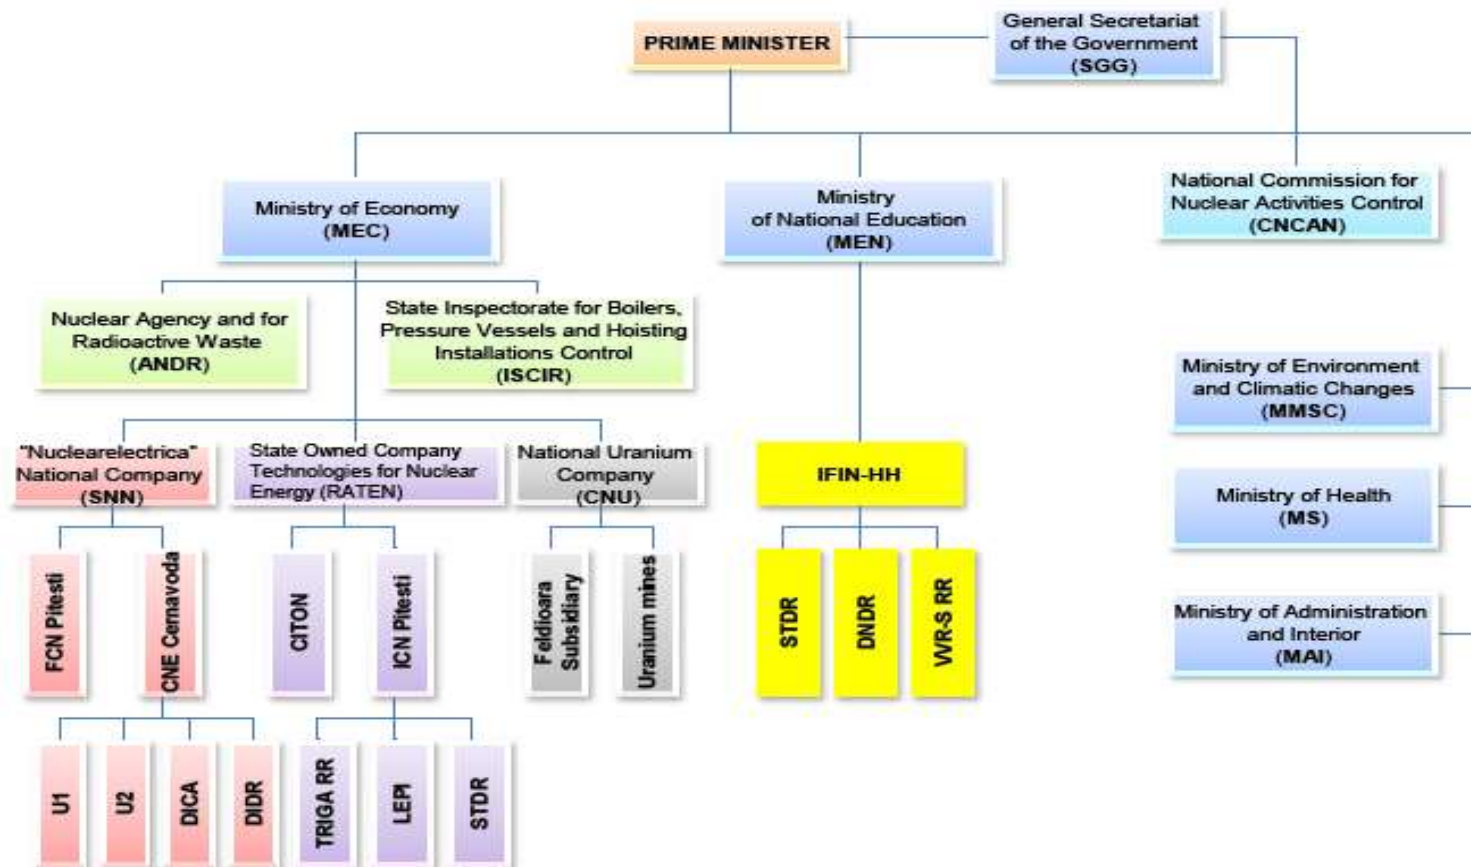 PRIME MINISTER
General Secretariat
of the Government
(SGG)
Ministry of Economy
(MEC)
Ministry
of National Education
(MEN)
National Commission for
Nuclear Activities Control
(CNCAN)
Nuclear Agency and for
Radioactive Waste
(ANDR)
State Inspectorate for Boilers,
Pressure Vessels and Hoisting
Installations Control
(ISCIR)
Ministry of Environment
and Climatic Changes
(MMSC)
"Nuclearelectrica"
National Company
(SNN)
State Owned Company
Technologies for Nuclear
Energy (RATEN)
National Uranium
Company
(CNU)
IFIN-HH
Ministry of Health
(MS)
FCN Pitesti
CNE Cernavoda
CITON
ICN Pitesti
Feldioara
Subsidiary
Uranium mines
STDR
DNDR
VVR-S RR
Ministry of Administration
and Interior
(MAI)
U1
U2
DICA
DIDR
TRIGA RR
LEPI
STDR